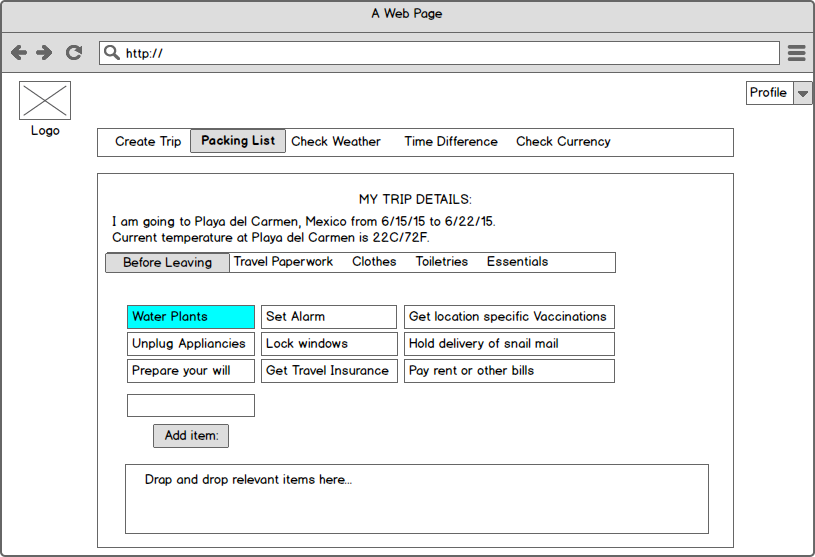 A Web Page
http://
Profile
Logo
Create Trip Packing List Check Weather Time Difference Check Currency
MY TRIP DETAILS:
I am going to Playa del Carmen, Mexico from 6/15/15 to 6/22/15.
Current temperature at Playa del Carmen is 22C/72F.
Before Leaving Travel Paperwork Clothes Toiletries Essentials
Water Plants Set Alarm Get location specific Vaccinations
Unplug Appliancies Lock windows Hold delivery of snail mail
Prepare your will Get Travel Insurance Pay rent or other bills
Add item:
Drap and drop relevant items here...